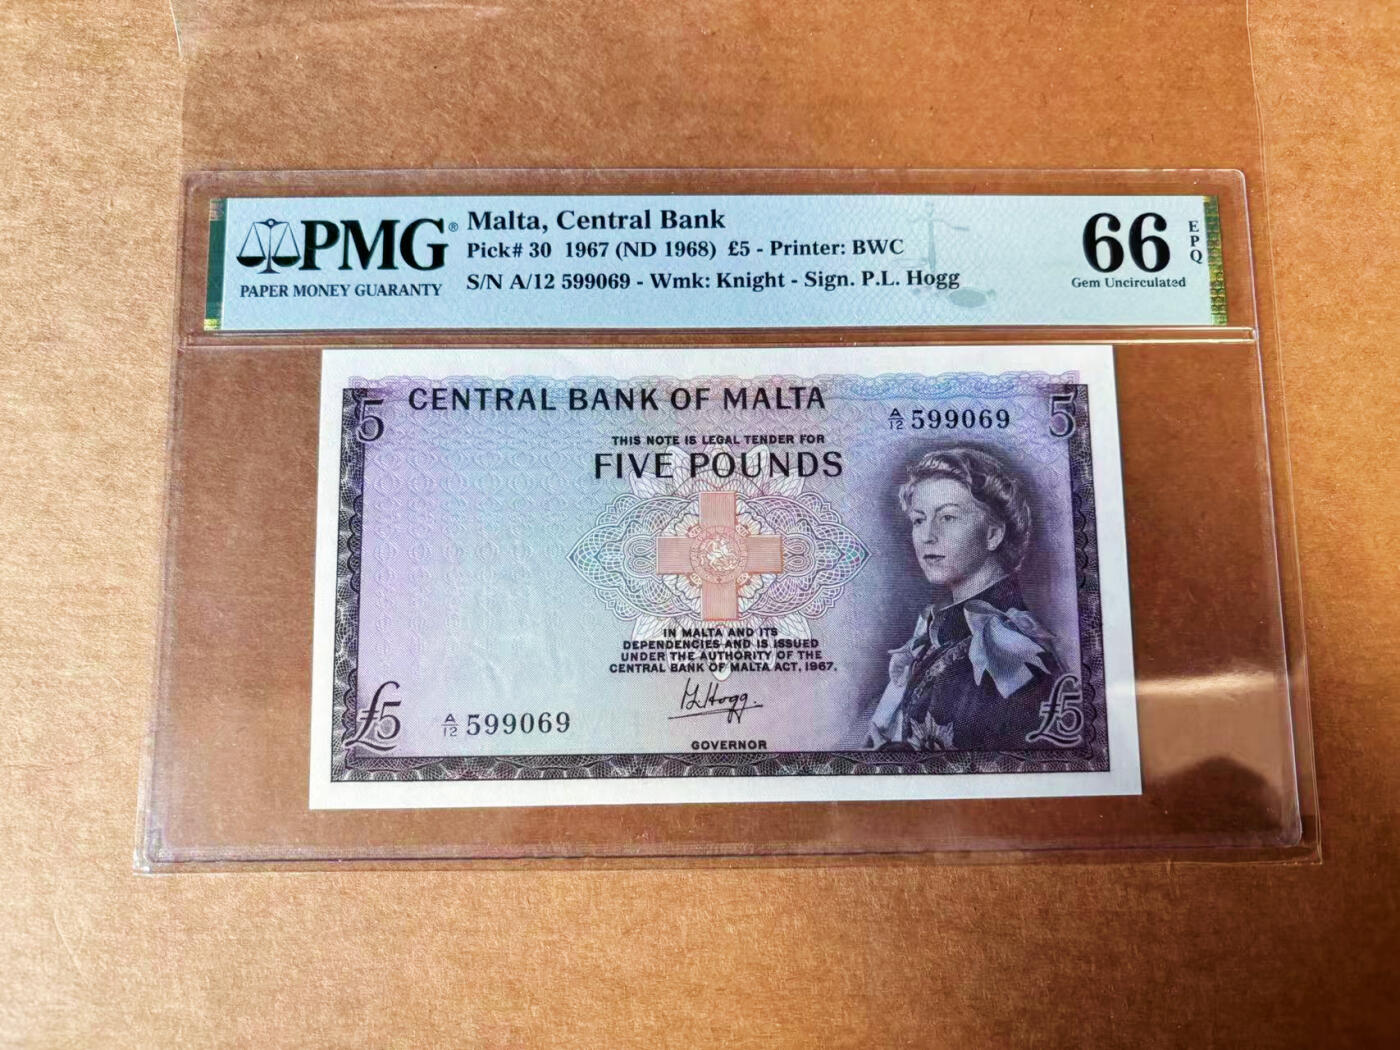 PMG®
PAPER MONEY GUARANTY
Malta, Central Bank
Pick# 30 1967 (ND 1968) £5 - Printer: BWC
S/N A/12 599069 - Wmk: Knight - Sign. P.L. Hogg
66
EPQ
Gem Uncirculated
5
CENTRAL BANK OF MALTA
A/12 599069
5
THIS NOTE IS LEGAL TENDER FOR
FIVE POUNDS
IN MALTA AND ITS
DEPENDENCIES AND IS ISSUED
UNDER THE AUTHORITY OF THE
CENTRAL BANK OF MALTA ACT, 1967.
£5
A/12 599069
P.L. Hogg.
GOVERNOR
£5